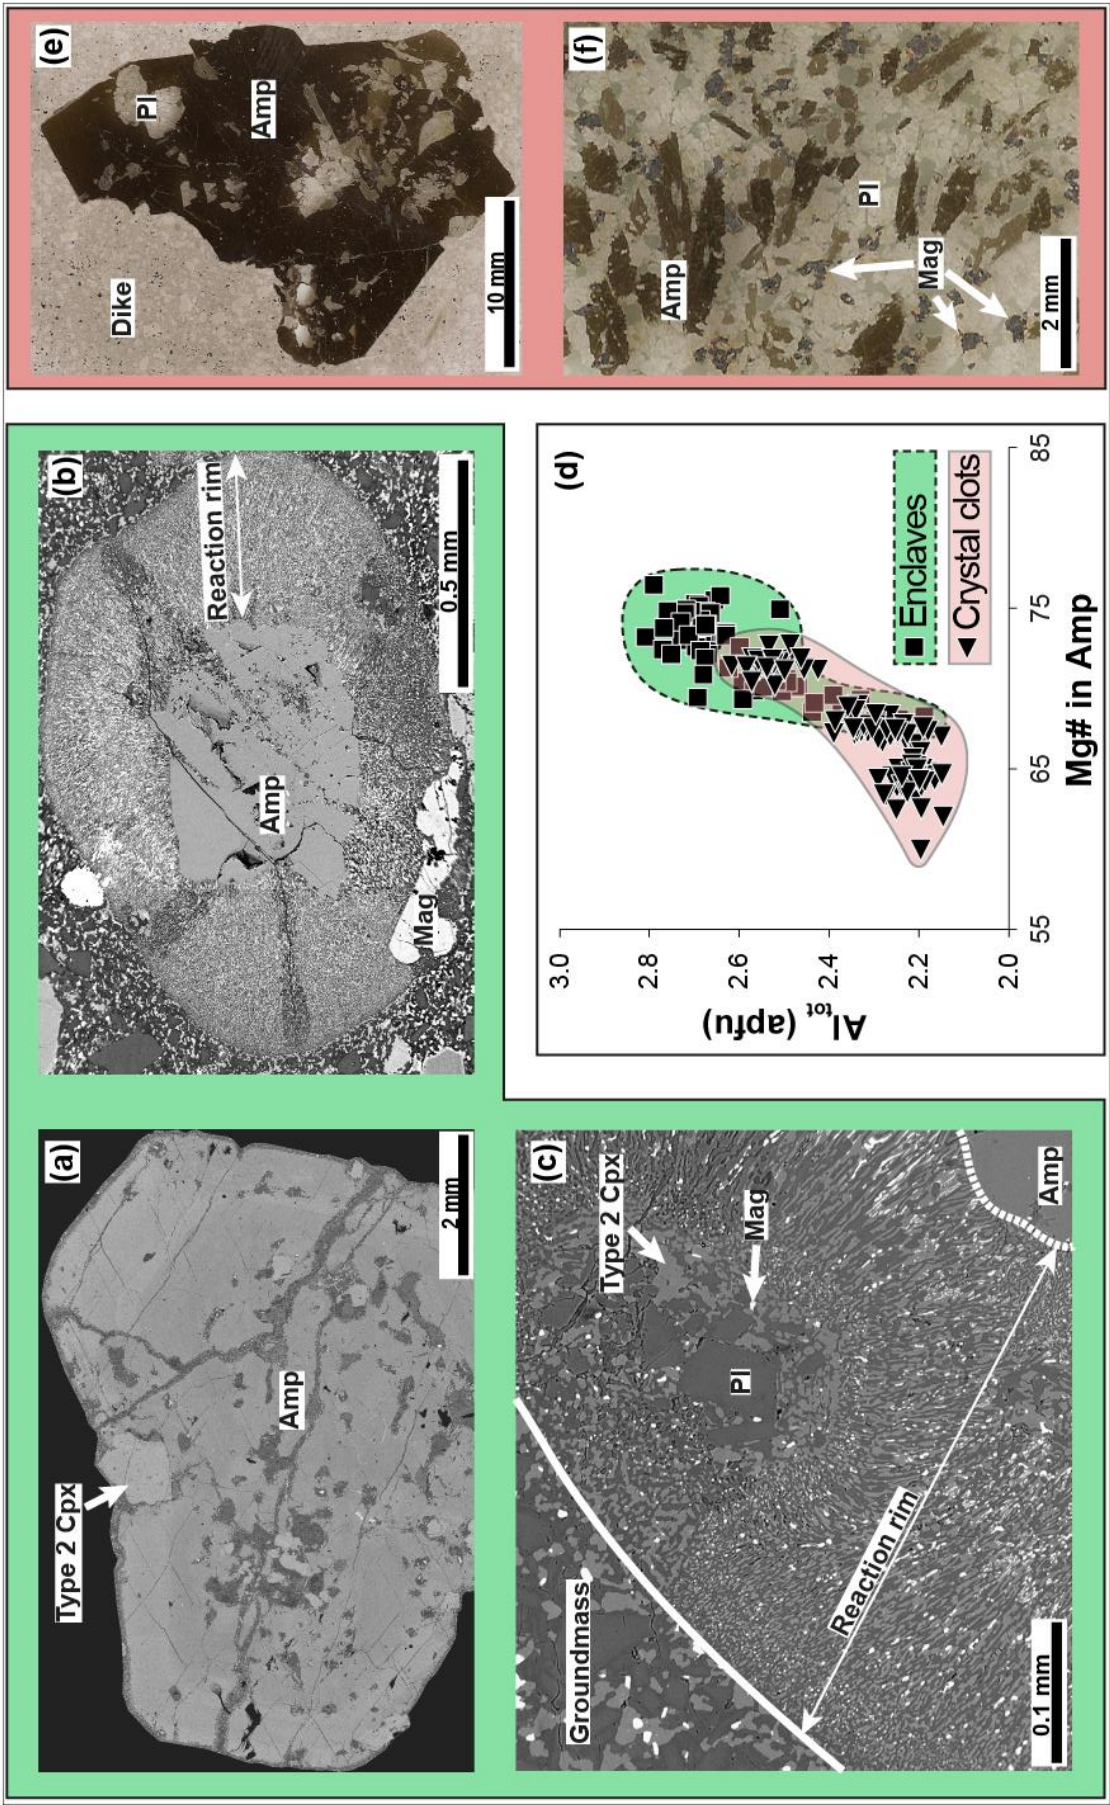 (a)
Type 2 Cpx
Amp
2 mm
(b)
Reaction rim
Amp
Mag
0.5 mm
(c)
Groundmass
Type 2 Cpx
Mag
Pl
Reaction rim
Amp
0.1 mm
(d)
3.0
2.8
2.6
2.4
2.2
2.0
Al tot (apfu)
55
65
75
85
Mg# in Amp
Enclaves
Crystal clots
(e)
Dike
Pl
Amp
10 mm
(f)
Amp
Pl
Mag
2 mm